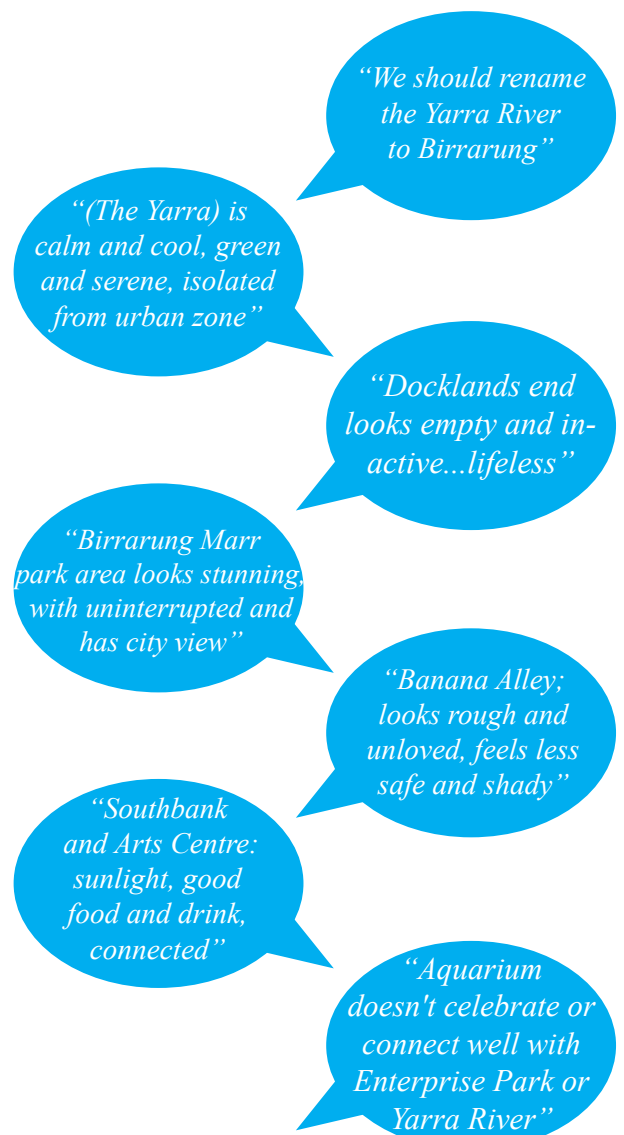 “We should rename
the Yarra River
to Birrarung”
“(The Yarra) is
calm and cool, green
and serene, isolated
from urban zone”
“Docklands end
looks empty and in-
active...lifeless”
“Birrarung Marr
park area looks stunning,
with uninterrupted and
has city view”
“Banana Alley;
looks rough and
unloved, feels less
safe and shady”
“Southbank
and Arts Centre:
sunlight, good
food and drink,
connected”
“Aquarium
doesn't celebrate or
connect well with
Enterprise Park or
Yarra River”